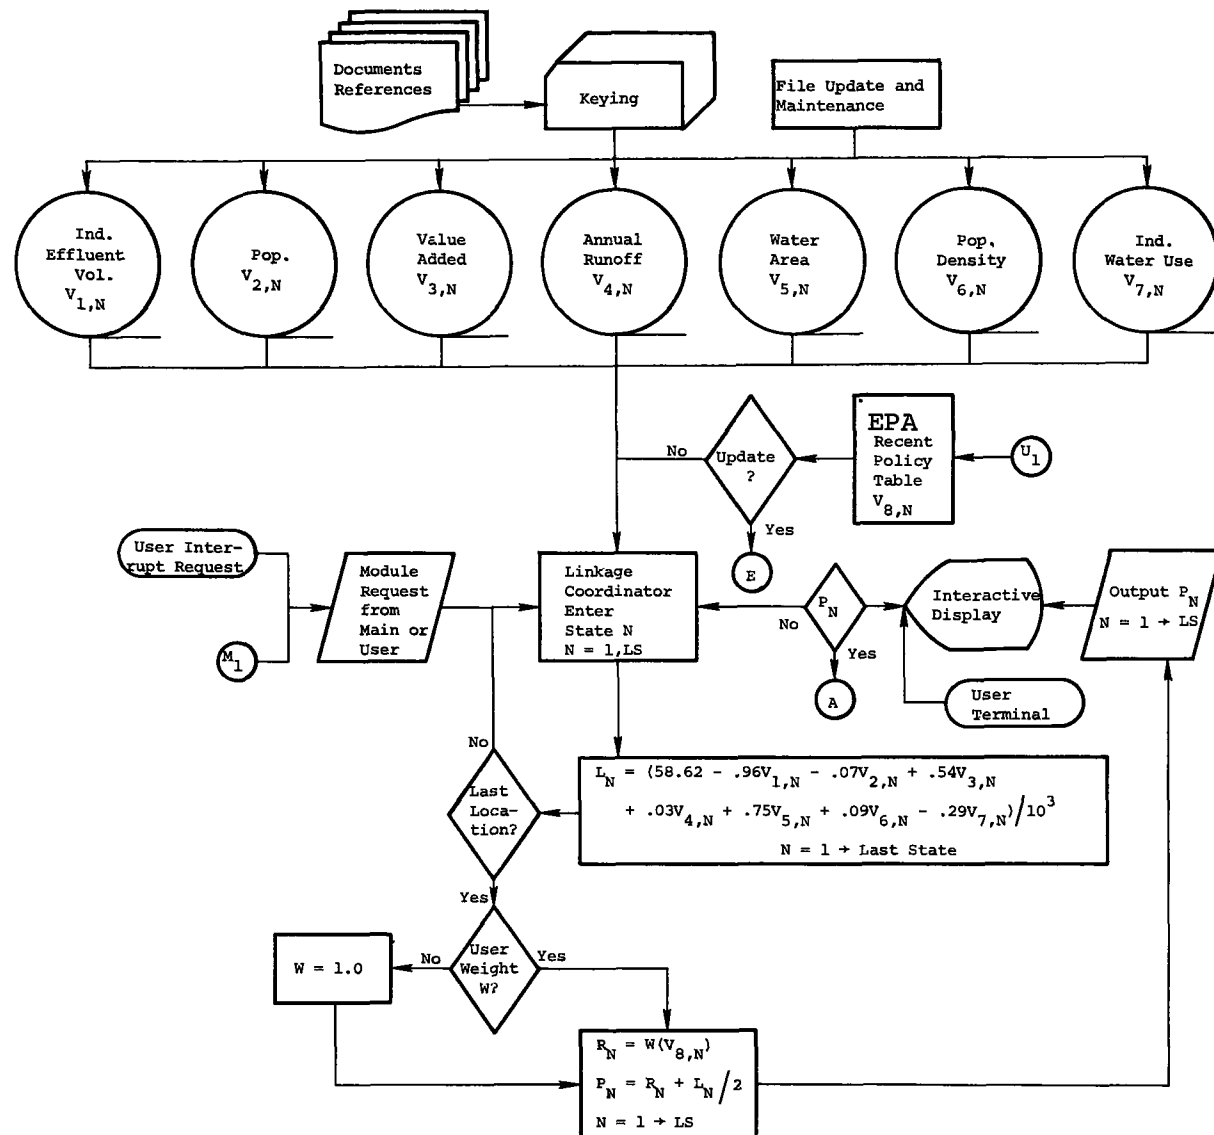 Documents
References
Keying
File Update and
Maintenance
Ind.
Effluent
Vol.
V1,N
Pop.
V2,N
Value
Added
V3,N
Annual
Runoff
V4,N
Water
Area
V5,N
Pop.
Density
V6,N
Ind.
Water Use
V7,N
No
Update
?
Yes
E
EPA
Recent
Policy
Table
V8,N
U1
User Inter-
rupt Request
M1
Module
Request
from
Main or
User
Linkage
Coordinator
Enter
State N
N = 1,LS
PN
No
Yes
A
Interactive
Display
User
Terminal
Output PN
N = 1 → LS
LN = (58.62 - .96V1,N - .07V2,N + .54V3,N
+ .03V4,N + .75V5,N + .09V6,N - .29V7,N)/10^3
N = 1 → Last State
No
Last
Loca-
tion?
Yes
User
Weight
W?
No
Yes
W = 1.0
RN = W(V8,N)
PN = RN + LN/2
N = 1 → LS